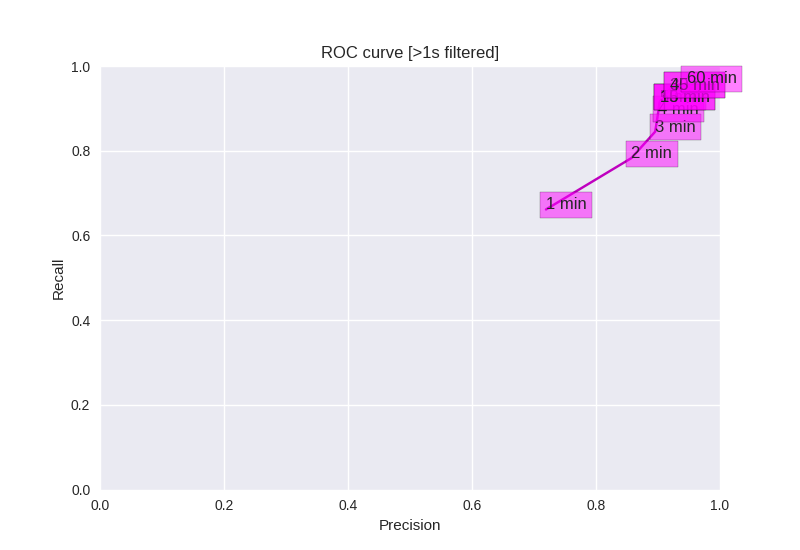 ROC curve [>1s filtered]
1.0
0.8
0.6
0.4
0.2
0.0
Recall
60 min
min
min
min
3 min
2 min
1 min
0.0
0.2
0.4
0.6
0.8
1.0
Precision